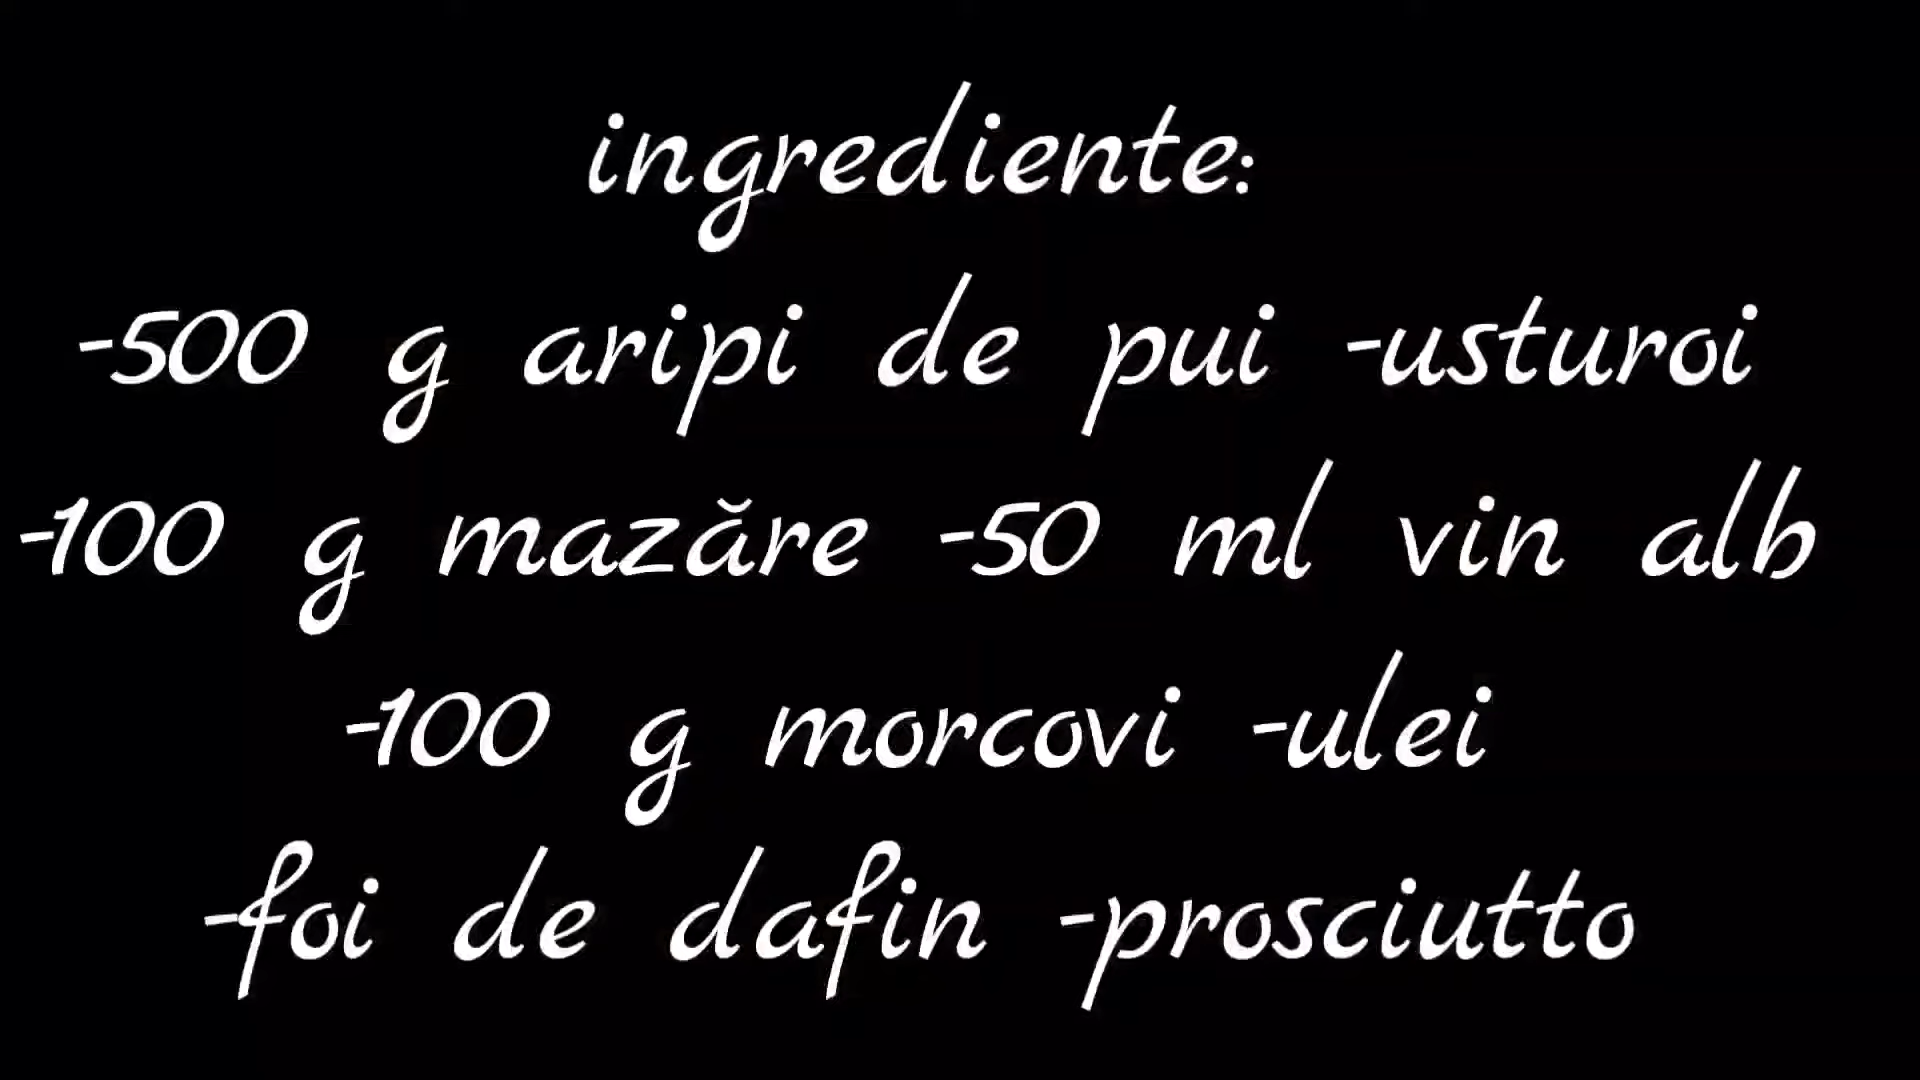 ingrediente:
-500 g aripi de pui -usturoi
-100 g mazăre -50 ml vin alb
-100 g morcovi -ulei
-foi de dafin -prosciutto